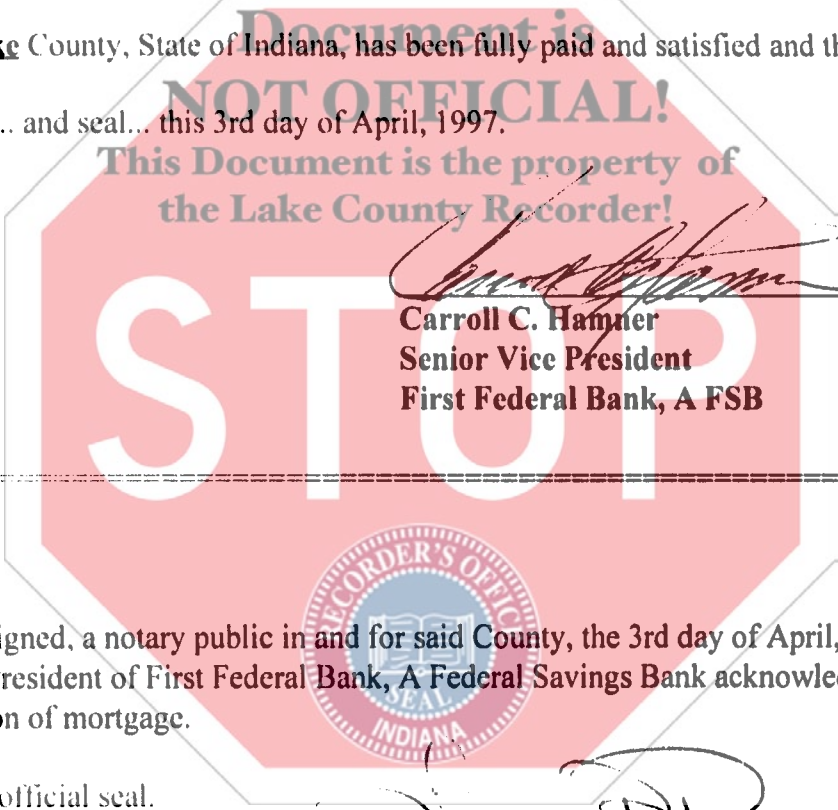 Document is
ke County, State of Indiana, has been fully paid and satisfied and th
NOT OFFICIAL!
... and seal... this 3rd day of April, 1997.
This Document is the property of
the Lake County Recorder!
Carroll C. Hamner
Senior Vice President
First Federal Bank, A FSB
STOP
RECORDER'S OFFIC
SEAL
INDIANA
igned, a notary public in and for said County, the 3rd day of April,
resident of First Federal Bank, A Federal Savings Bank acknowle
on of mortgage.
official seal.